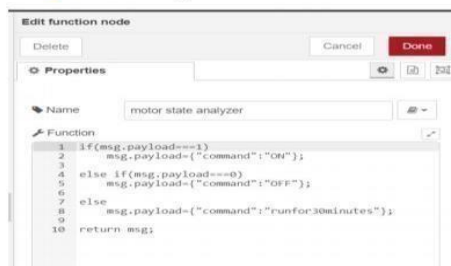 Edit function node
Delete Cancel Done
Properties
Name motor state analyzer
Function
1 if(msg.payload===1)
2 msg.payload={"command":"ON"};
3
4 else if(msg.payload===0)
5 msg.payload={"command":"OFF"};
6
7 else
8 msg.payload={"command":"runfor30minutes"};
9
10 return msg;